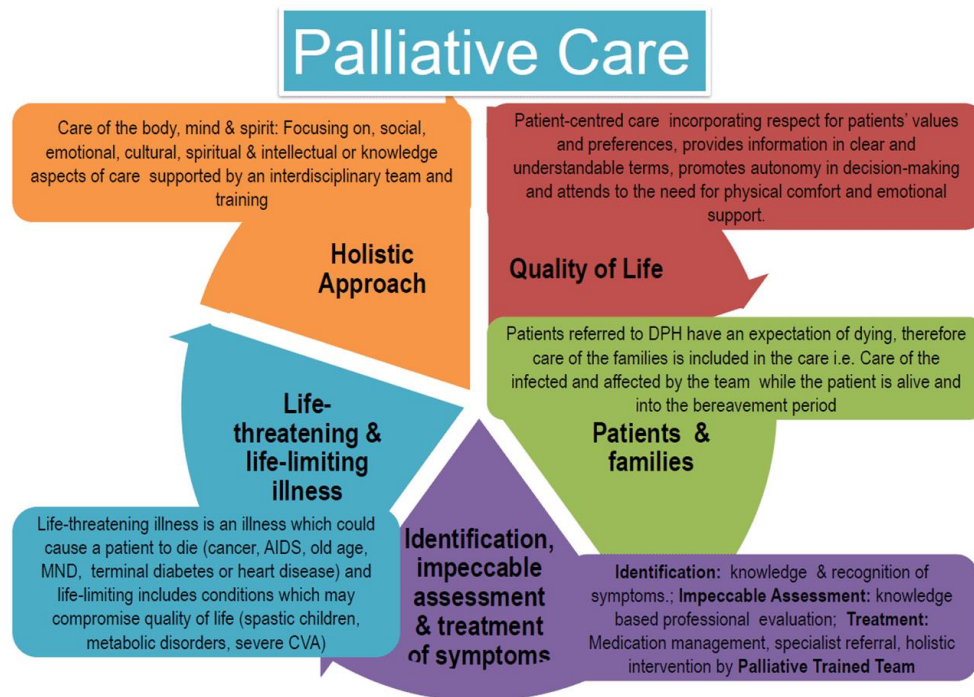 Palliative Care
Care of the body, mind & spirit: Focusing on, social,
emotional, cultural, spiritual & intellectual or knowledge
aspects of care supported by an interdisciplinary team and
training
Holistic
Approach
Patient-centred care incorporating respect for patients' values
and preferences, provides information in clear and
understandable terms, promotes autonomy in decision-making
and attends to the need for physical comfort and emotional
support.
Quality of Life
Patients referred to DPH have an expectation of dying, therefore
care of the families is included in the care i.e. Care of the
infected and affected by the team while the patient is alive and
into the bereavement period
Patients &
families
Identification,
impeccable
assessment
& treatment
of symptoms
Identification: knowledge & recognition of
symptoms.; Impeccable Assessment: knowledge
based professional evaluation; Treatment:
Medication management, specialist referral, holistic
intervention by Palliative Trained Team
Life-
threatening &
life-limiting
illness
Life-threatening illness is an illness which could
cause a patient to die (cancer, AIDS, old age,
MND, terminal diabetes or heart disease) and
life-limiting includes conditions which may
compromise quality of life (spastic children,
metabolic disorders, severe CVA)